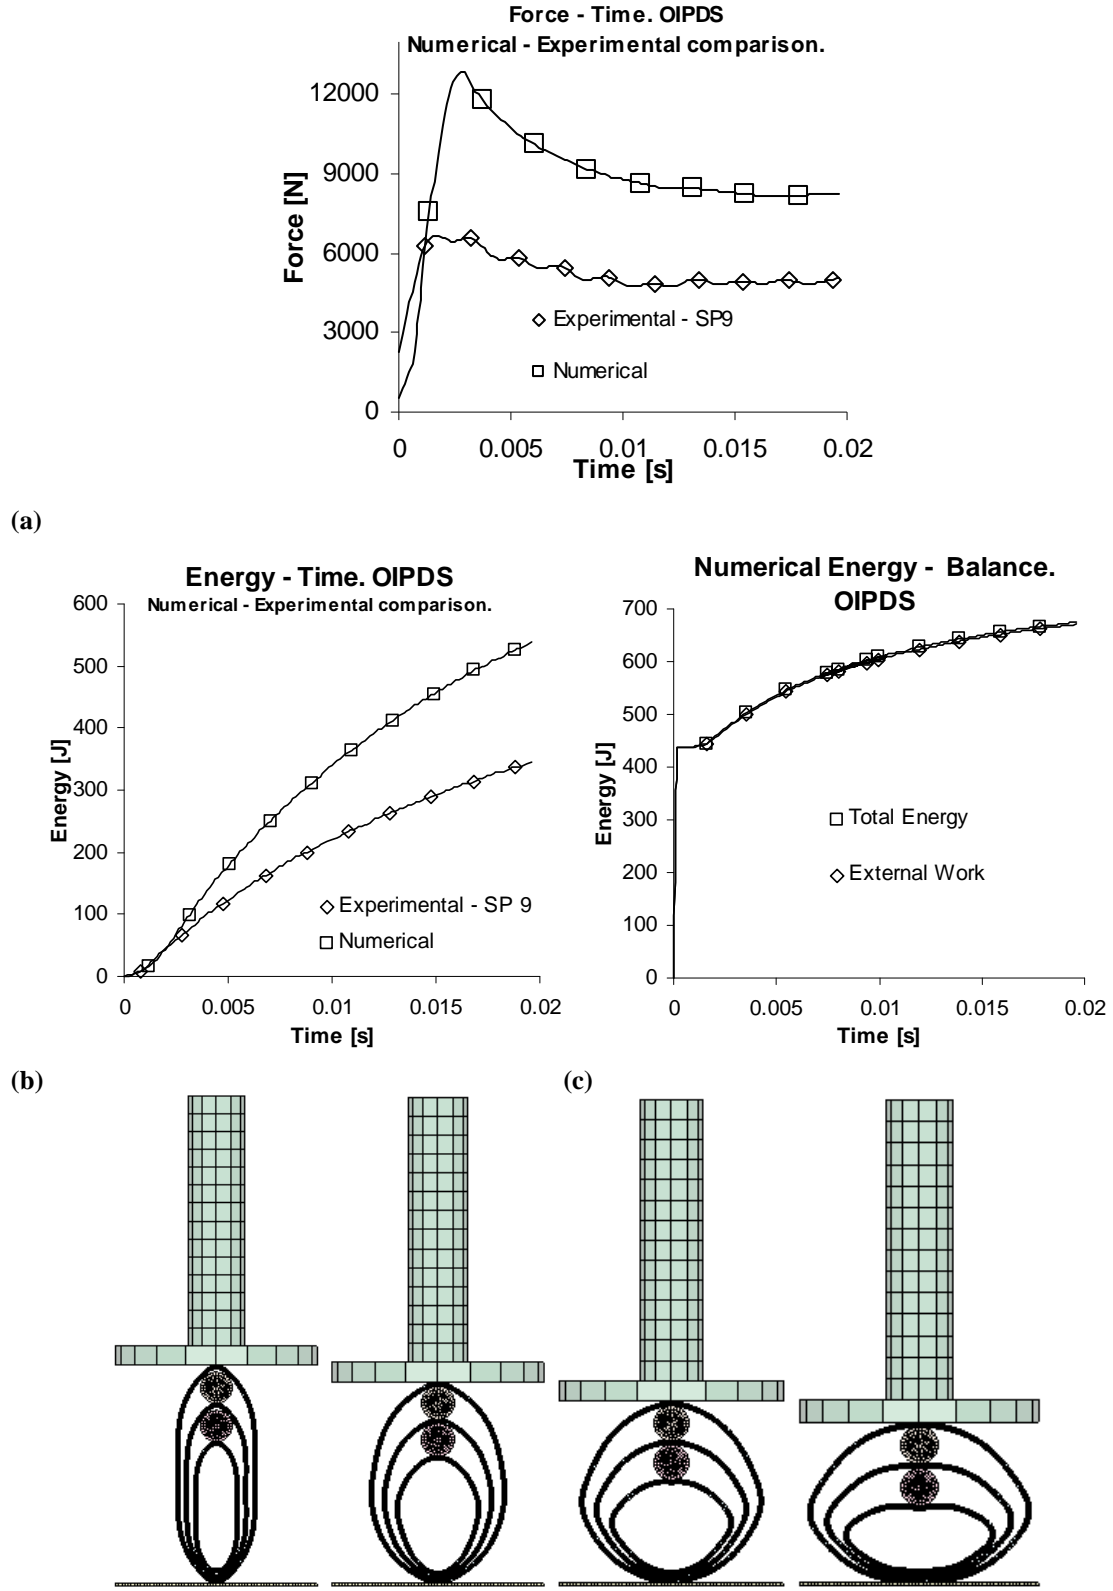 Force - Time. OIPDS
Numerical - Experimental comparison.
12000
9000
6000
3000
0
Force [N]
Experimental - SP9
Numerical
0 0.005 0.01 0.015 0.02
Time [s]
(a)
Energy - Time. OIPDS
Numerical - Experimental comparison.
600
500
400
300
200
100
0
Energy [J]
Experimental - SP 9
Numerical
0 0.005 0.01 0.015 0.02
Time [s]
Numerical Energy - Balance.
OIPDS
700
600
500
400
300
200
100
0
Energy [J]
Total Energy
External Work
0 0.005 0.01 0.015 0.02
Time [s]
(b)
(c)